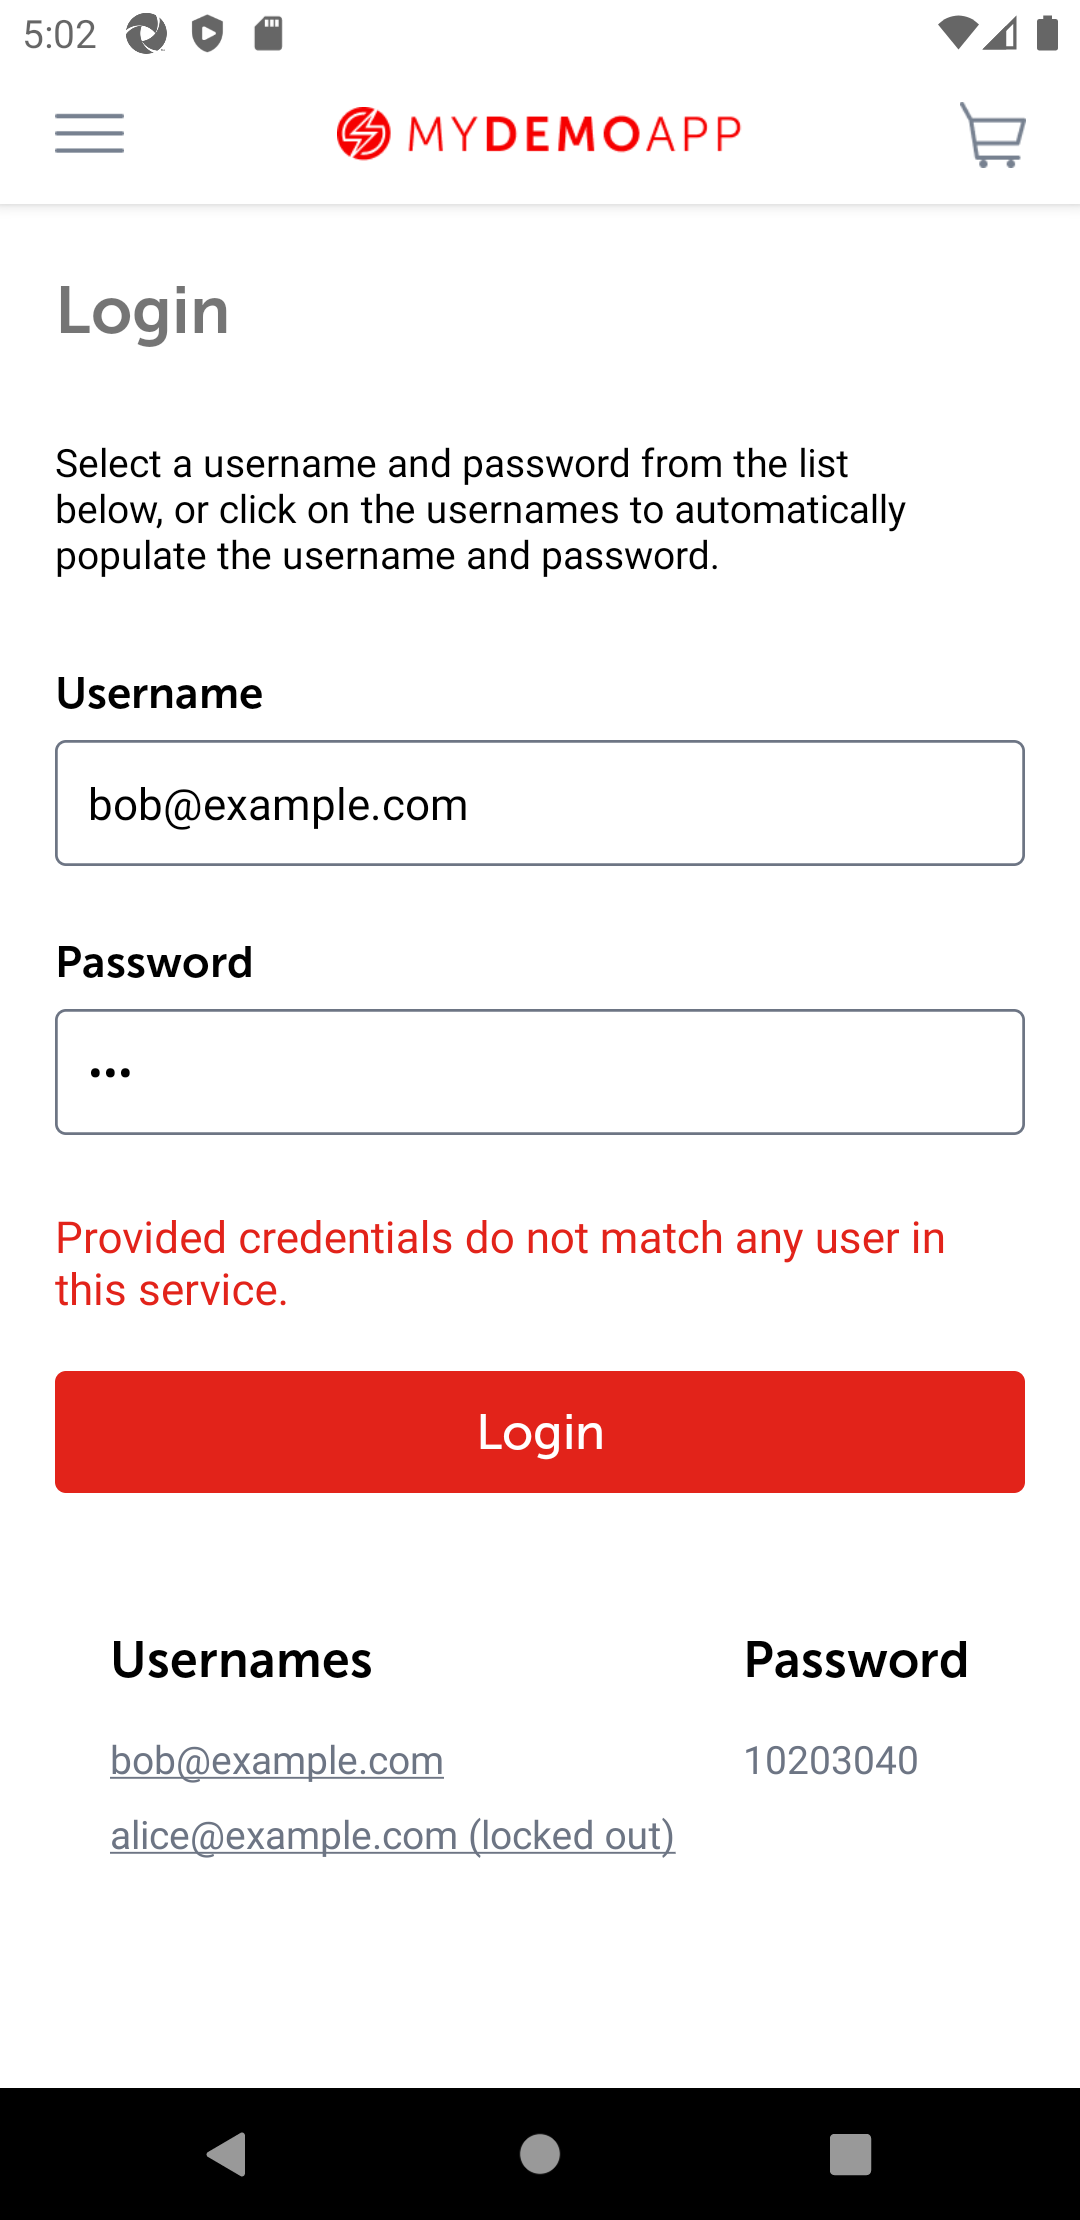 5:02
MYDEMOAPP
Login
Select a username and password from the list
below, or click on the usernames to automatically
populate the username and password.
Username
bob@example.com
Password
•••
Provided credentials do not match any user in
this service.
Login
Usernames Password
bob@example.com 10203040
alice@example.com (locked out)